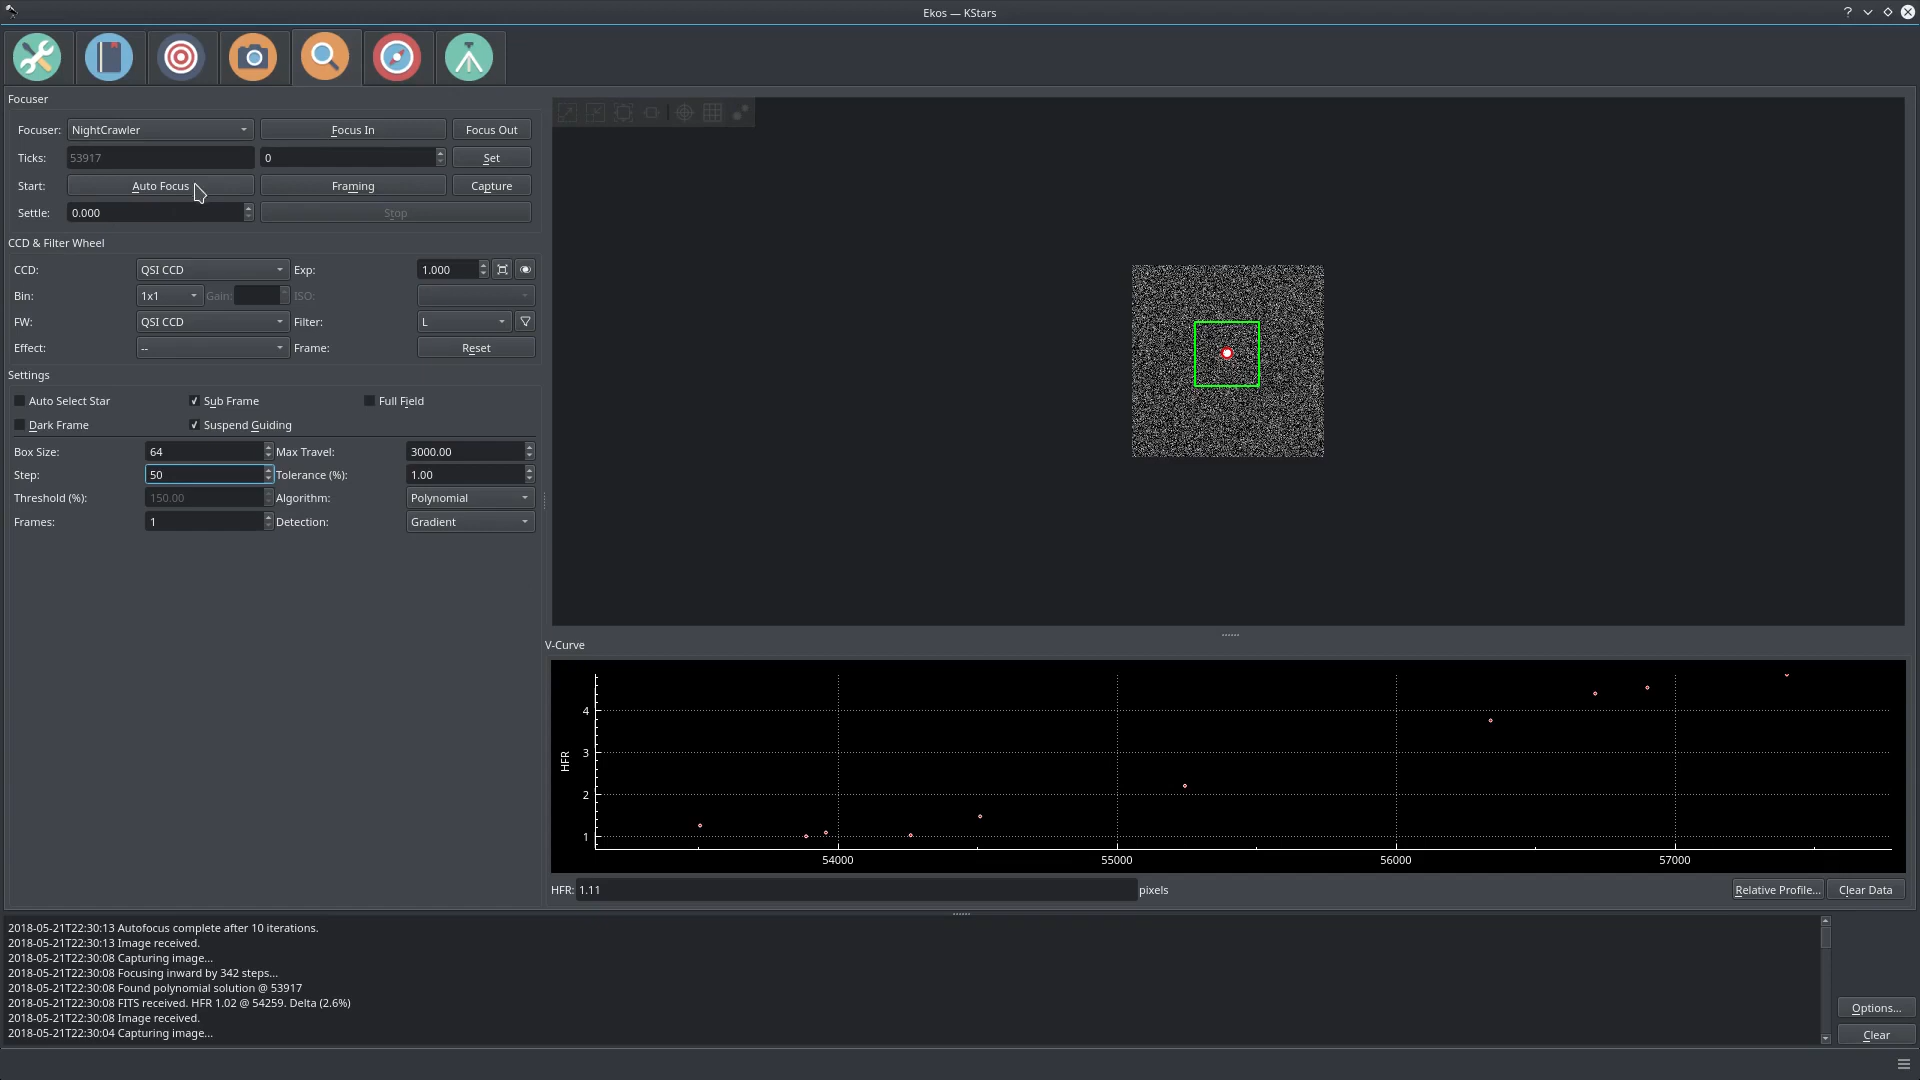 Ekos — KStars
Focuser
Focuser: NightCrawler Focus In Focus Out
Ticks: 53917 0 Set
Start: Auto Focus Framing Capture
Settle: 0.000 Stop
CCD & Filter Wheel
CCD: QSI CCD Exp: 1.000
Bin: 1x1 Gain: ISO:
FW: QSI CCD Filter: L
Effect: -- Frame: Reset
Settings
Auto Select Star Sub Frame Full Field
Dark Frame Suspend Guiding
Box Size: 64 Max Travel: 3000.00
Step: 50 Tolerance (%): 1.00
Threshold (%): 150.00 Algorithm: Polynomial
Frames: 1 Detection: Gradient
V-Curve
HFR
4
3
2
1
54000 55000 56000 57000
HFR: 1.11 pixels Relative Profile... Clear Data
2018-05-21T22:30:13 Autofocus complete after 10 iterations.
2018-05-21T22:30:13 Image received.
2018-05-21T22:30:08 Capturing image...
2018-05-21T22:30:08 Focusing inward by 342 steps...
2018-05-21T22:30:08 Found polynomial solution @ 53917
2018-05-21T22:30:08 FITS received. HFR 1.02 @ 54259. Delta (2.6%)
2018-05-21T22:30:08 Image received.
2018-05-21T22:30:04 Capturing image...
Options...
Clear